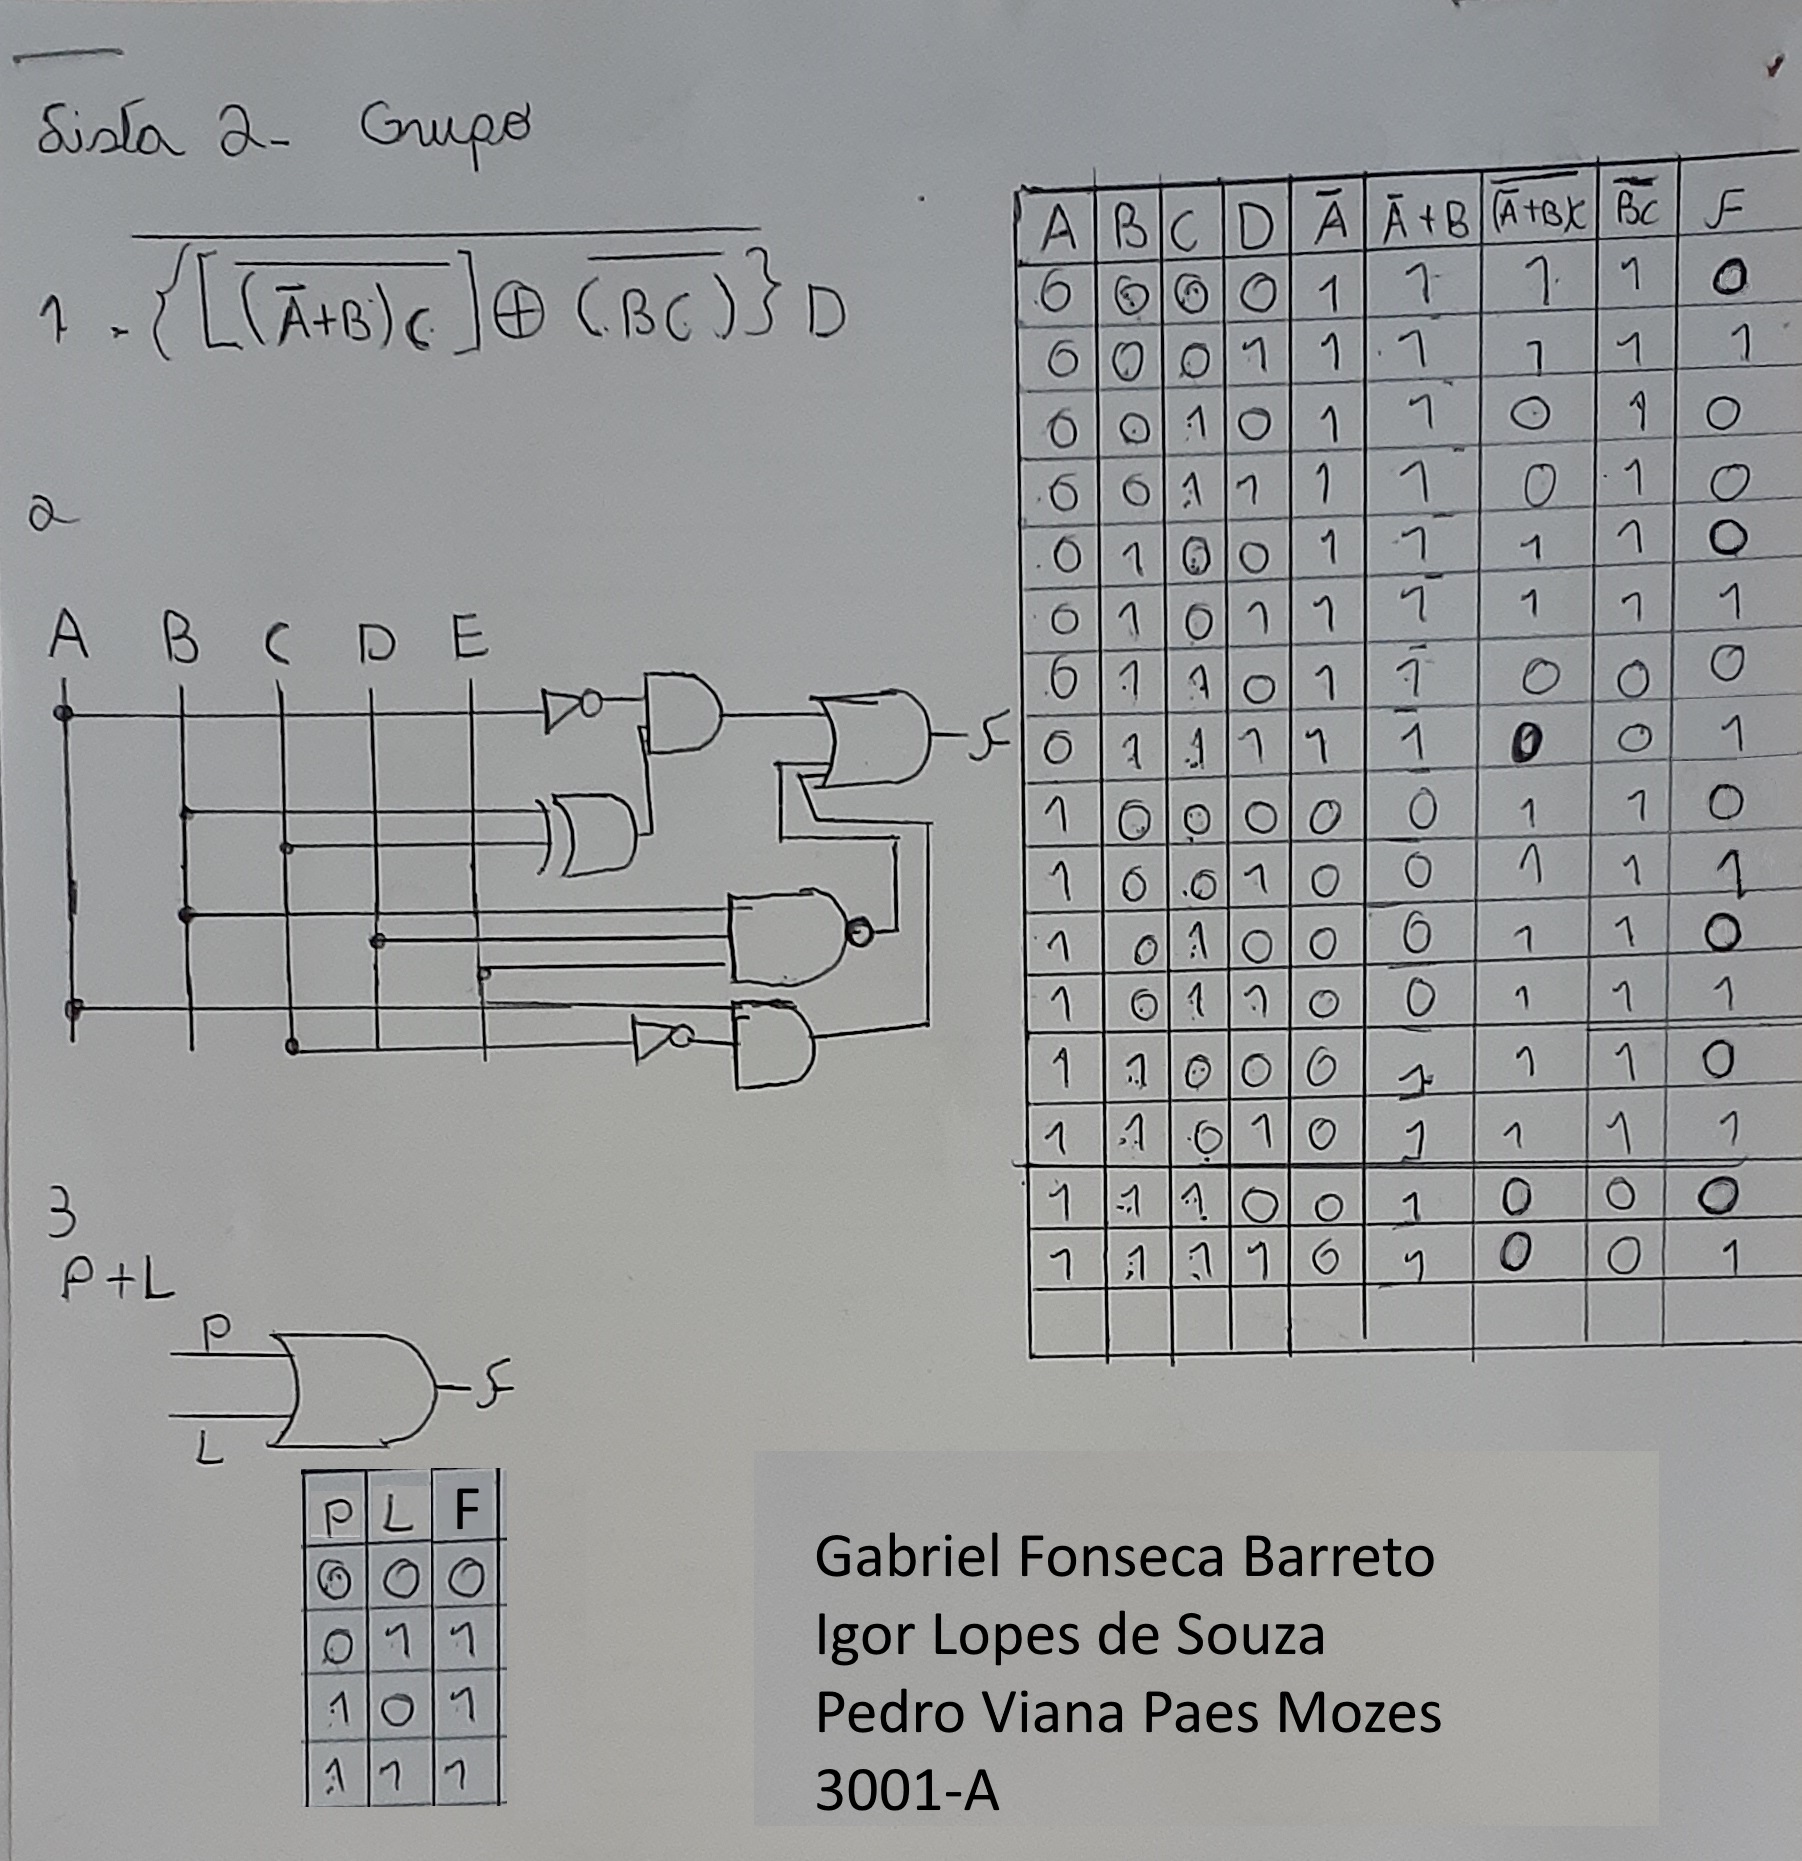 Lista 2- Grupo
1. \overline{{[\overline{(\bar{A}+B)C}]⊕(\overline{BC})}}D
2
A B C D E
F
3
P+L
P
F
L
P L F
0 0 0
0 1 1
1 0 1
1 1 1
A B C D \bar{A} \bar{A}+B \overline{(\bar{A}+B)C} \overline{BC} F
0 0 0 0 1 1 1 1 0
0 0 0 1 1 1 1 1 1
0 0 1 0 1 1 0 1 0
0 0 1 1 1 1 0 1 0
0 1 0 0 1 1 1 1 0
0 1 0 1 1 1 1 1 1
0 1 1 0 1 1 0 0 0
0 1 1 1 1 1 0 0 1
1 0 0 0 0 0 1 1 0
1 0 0 1 0 0 1 1 1
1 0 1 0 0 0 1 1 0
1 0 1 1 0 0 1 1 1
1 1 0 0 0 1 1 1 0
1 1 0 1 0 1 1 1 1
1 1 1 0 0 1 0 0 0
1 1 1 1 0 1 0 0 1
Gabriel Fonseca Barreto
Igor Lopes de Souza
Pedro Viana Paes Mozes
3001-A